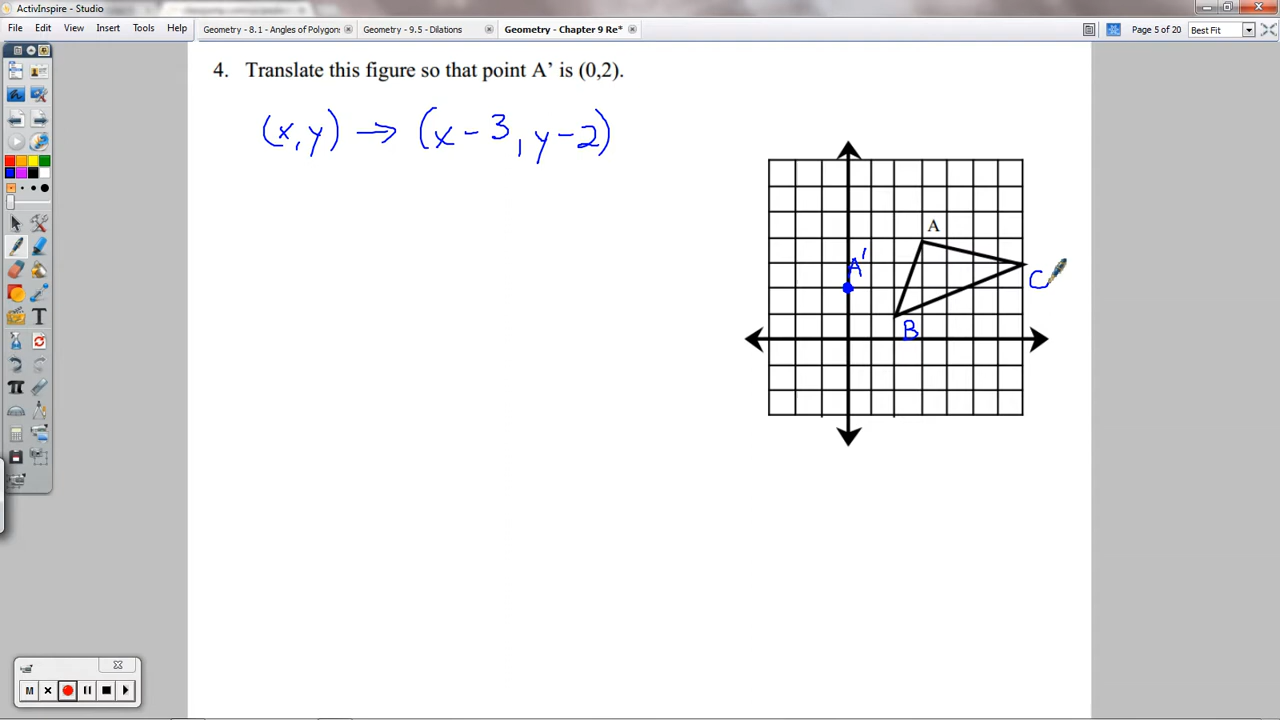 ActivInspire - Studio
File Edit View Insert Tools Help
Geometry - 8.1 - Angles of Polygon:
Geometry - 9.5 - Dilations
Geometry - Chapter 9 Re*
Page 5 of 20
Best Fit
4. Translate this figure so that point A’ is (0,2).
(x,y) → (x-3, y-2)
A
A'
C
B
M